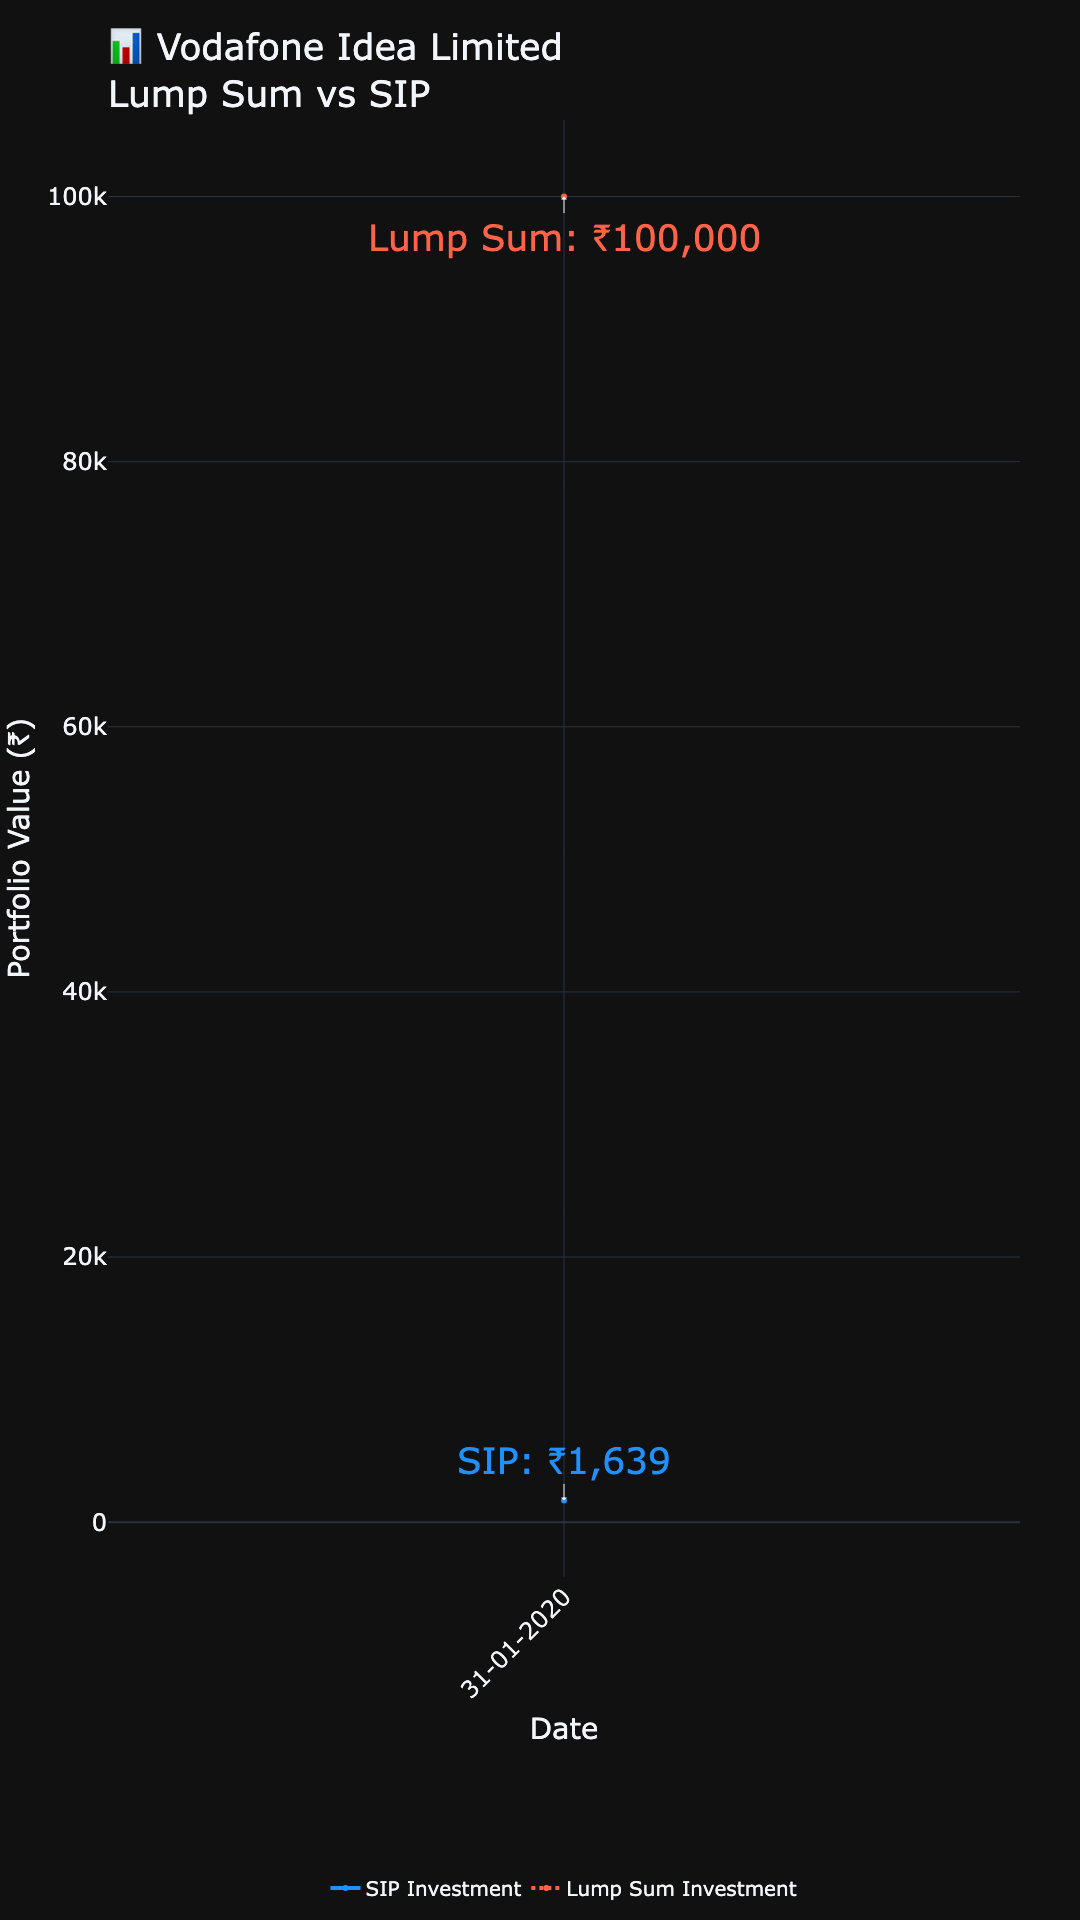 📊 Vodafone Idea Limited
Lump Sum vs SIP
100k
Lump Sum: ₹100,000
80k
60k
Portfolio Value (₹)
40k
20k
SIP: ₹1,639
0
31-01-2020
Date
SIP Investment
Lump Sum Investment